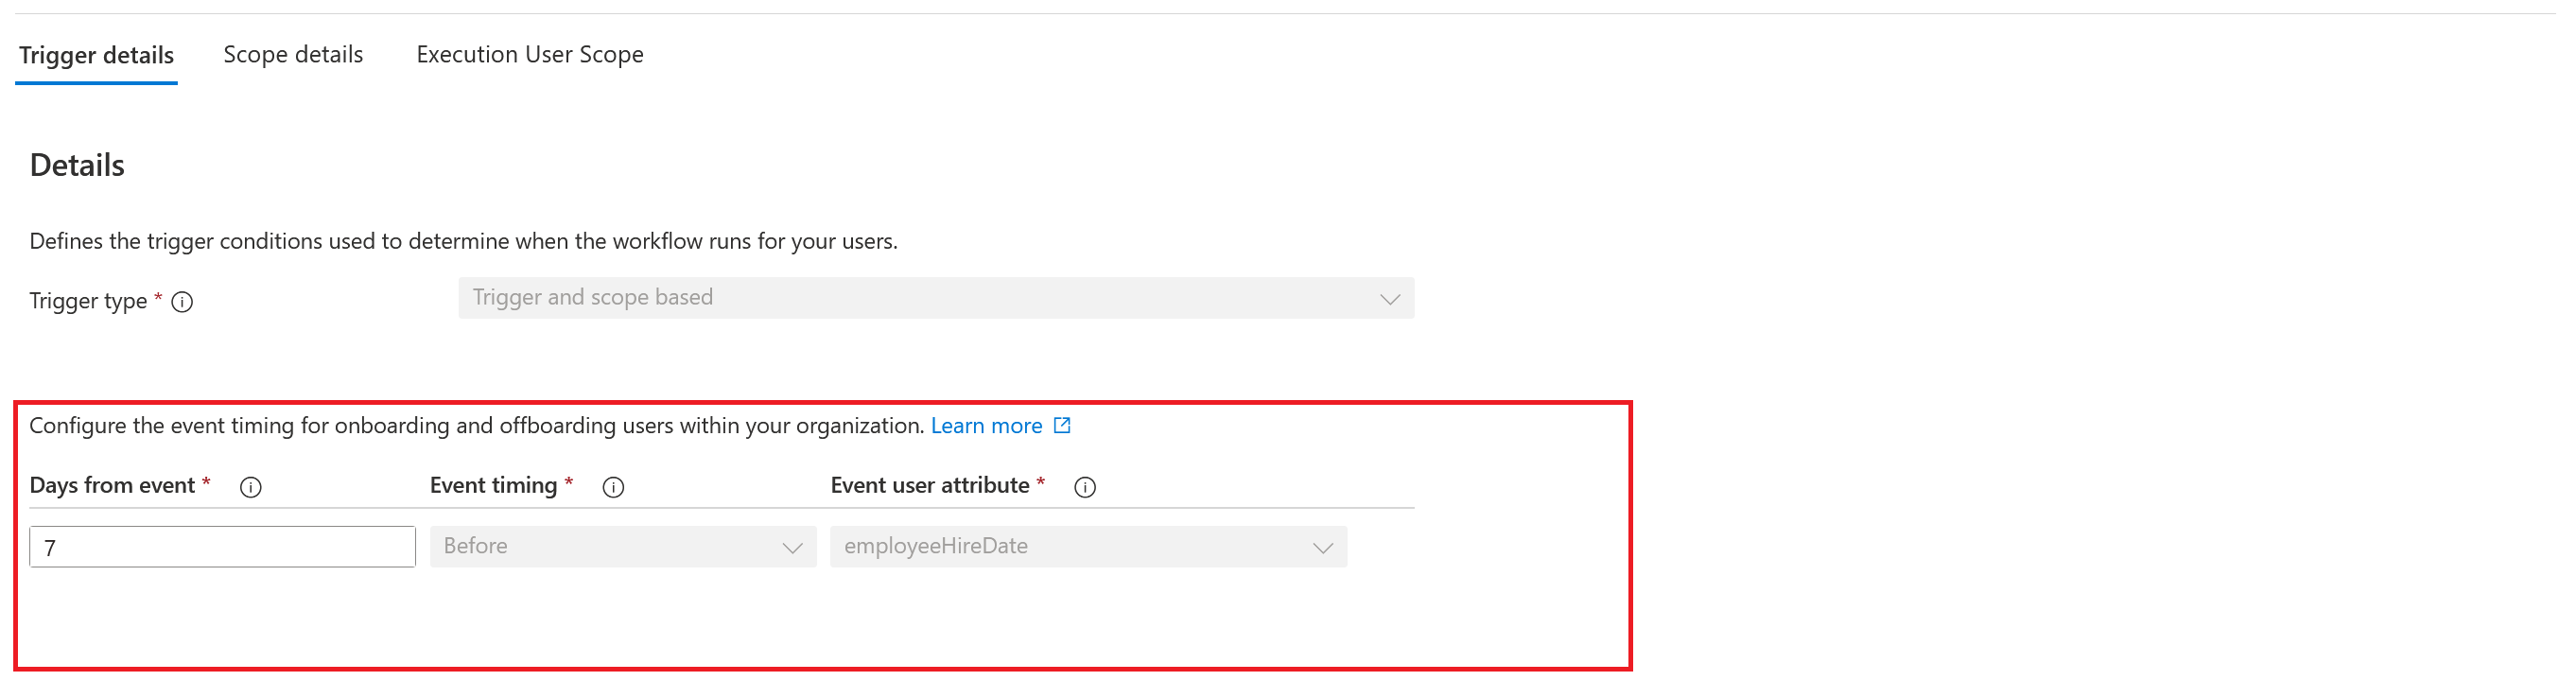 Trigger details Scope details Execution User Scope
Details
Defines the trigger conditions used to determine when the workflow runs for your users.
Trigger type * Trigger and scope based
Configure the event timing for onboarding and offboarding users within your organization. Learn more
Days from event * Event timing * Event user attribute *
7 Before employeeHireDate